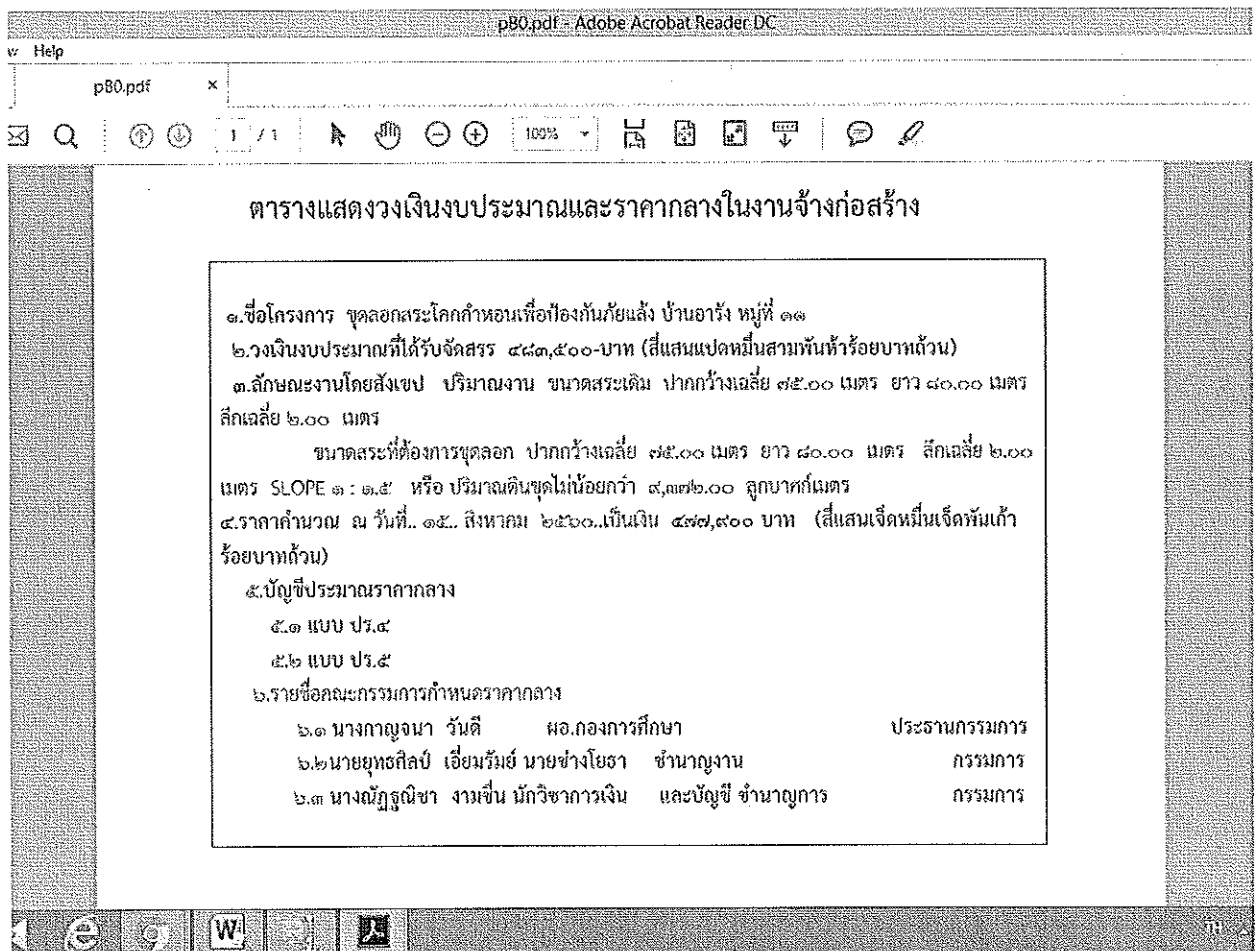 p80.pdf - Adobe Acrobat Reader DC
w Help
p80.pdf ×
1 / 1 100%
ตารางแสดงวงเงินงบประมาณและราคากลางในงานจ้างก่อสร้าง
๑.ชื่อโครงการ ขุดลอกสระโคกกำหอนเพื่อป้องกันภัยแล้ง บ้านอารัง หมู่ที่ ๑๑
๒.วงเงินงบประมาณที่ได้รับจัดสรร ๔๘๓,๕๐๐-บาท (สี่แสนแปดหมื่นสามพันห้าร้อยบาทถ้วน)
๓.ลักษณะงานโดยสังเขป ปริมาณงาน ขนาดสระเดิม ปากกว้างเฉลี่ย ๗๕.๐๐ เมตร ยาว ๘๐.๐๐ เมตร
ลึกเฉลี่ย ๒.๐๐ เมตร
ขนาดสระที่ต้องการขุดลอก ปากกว้างเฉลี่ย ๗๕.๐๐ เมตร ยาว ๘๐.๐๐ เมตร ลึกเฉลี่ย ๒.๐๐
เมตร SLOPE ๑ : ๑.๕ หรือ ปริมาณดินขุดไม่น้อยกว่า ๙,๓๗๒.๐๐ ลูกบาศก์เมตร
๔.ราคาคำนวณ ณ วันที่.. ๑๕.. สิงหาคม ๒๕๖๐..เป็นเงิน ๔๗๗,๙๐๐ บาท (สี่แสนเจ็ดหมื่นเจ็ดพันเก้า
ร้อยบาทถ้วน)
๕.บัญชีประมาณราคากลาง
๕.๑ แบบ ปร.๔
๕.๒ แบบ ปร.๕
๖.รายชื่อคณะกรรมการกำหนดราคากลาง
๖.๑ นางกาญจนา วันดี ผอ.กองการศึกษา ประธานกรรมการ
๖.๒นายยุทธศิลป์ เอี่ยมรัมย์ นายช่างโยธา ชำนาญงาน กรรมการ
๖.๓ นางณัฏฐณิชา งามขึ่น นักวิชาการเงิน และบัญชี ชำนาญการ กรรมการ
TH